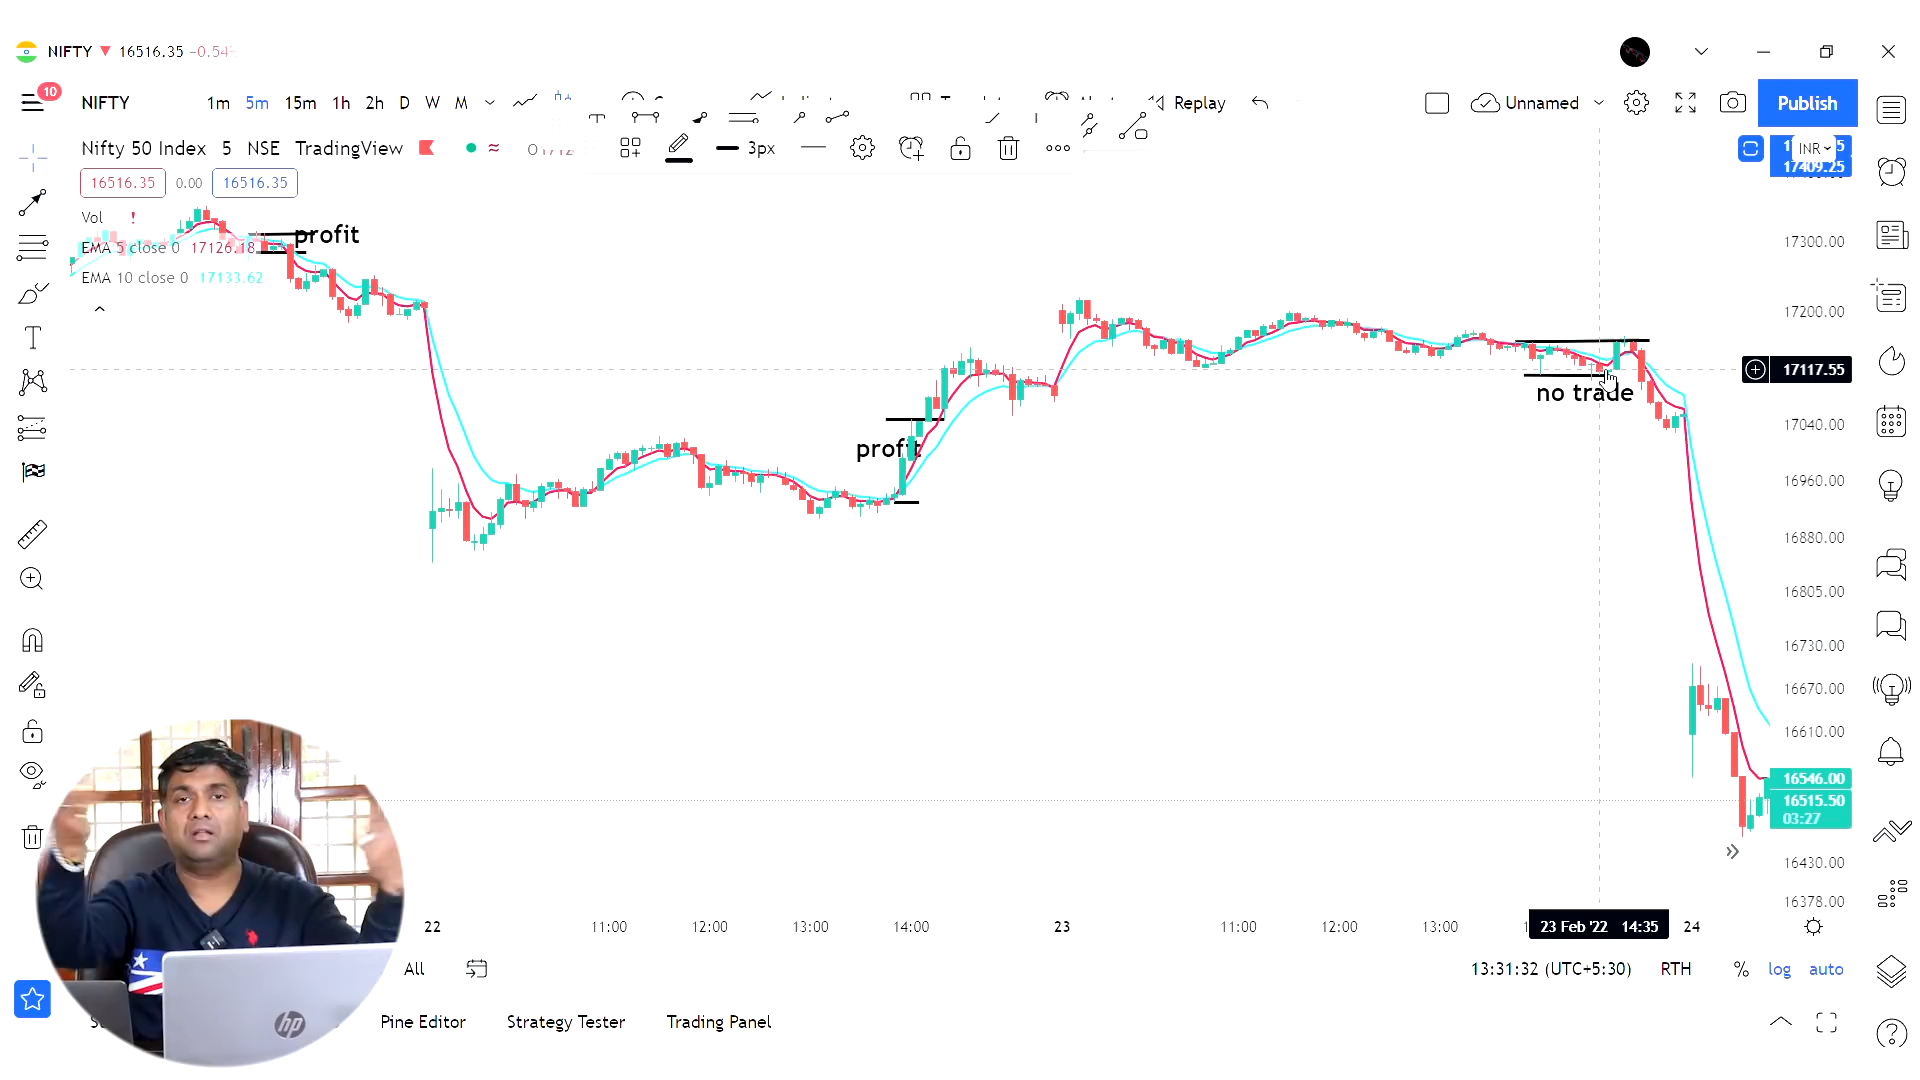 NIFTY 16516.35 −0.54
10
NIFTY 1m 5m 15m 1h 2h D W M Replay Unnamed Publish
3px
Nifty 50 Index 5 NSE TradingView
INR
17409.25
16516.35 0.00 16516.35
Vol !
EMA 5 close 0 17126.18
EMA 10 close 0 17133.62
profit
profit
no trade
17300.00
17200.00
17117.55
17040.00
16960.00
16880.00
16805.00
16730.00
16670.00
16610.00
16546.00
16515.50
03:27
16430.00
16378.00
22 11:00 12:00 13:00 14:00 23 11:00 12:00 13:00 23 Feb '22 14:35 24
All 13:31:32 (UTC+5:30) RTH % log auto
Pine Editor Strategy Tester Trading Panel
hp